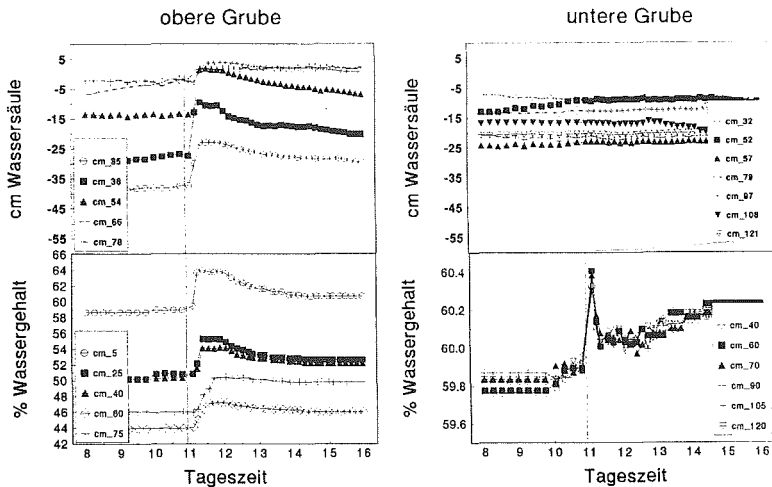 obere Grube
untere Grube
cm Wassersäule
5
-5
-15
-25
-35
-45
-55
cm_35
cm_36
cm_54
cm_66
cm_78
cm Wassersäule
5
-5
-15
-25
-35
-45
-55
cm_32
cm_52
cm_57
cm_79
cm_97
cm_108
cm_121
% Wassergehalt
66
64
62
60
58
56
54
52
50
48
46
44
42
cm_5
cm_25
cm_40
cm_60
cm_75
8 9 10 11 12 13 14 15 16
Tageszeit
% Wassergehalt
60.4
60.2
60.0
59.8
59.6
cm_40
cm_60
cm_70
cm_90
cm_105
cm_120
8 9 10 11 12 13 14 15 16
Tageszeit